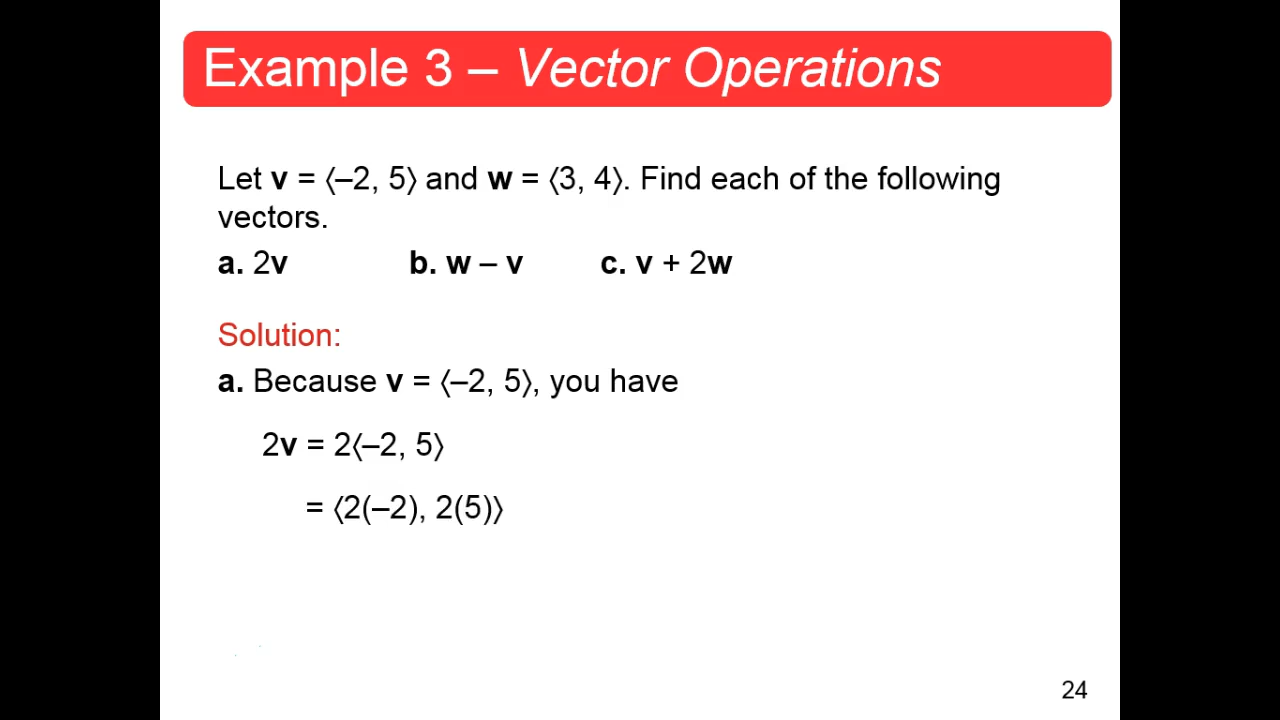 Example 3 – Vector Operations
Let v = ⟨–2, 5⟩ and w = ⟨3, 4⟩. Find each of the following
vectors.
a. 2v b. w – v c. v + 2w
Solution:
a. Because v = ⟨–2, 5⟩, you have
2v = 2⟨–2, 5⟩
= ⟨2(–2), 2(5)⟩
24